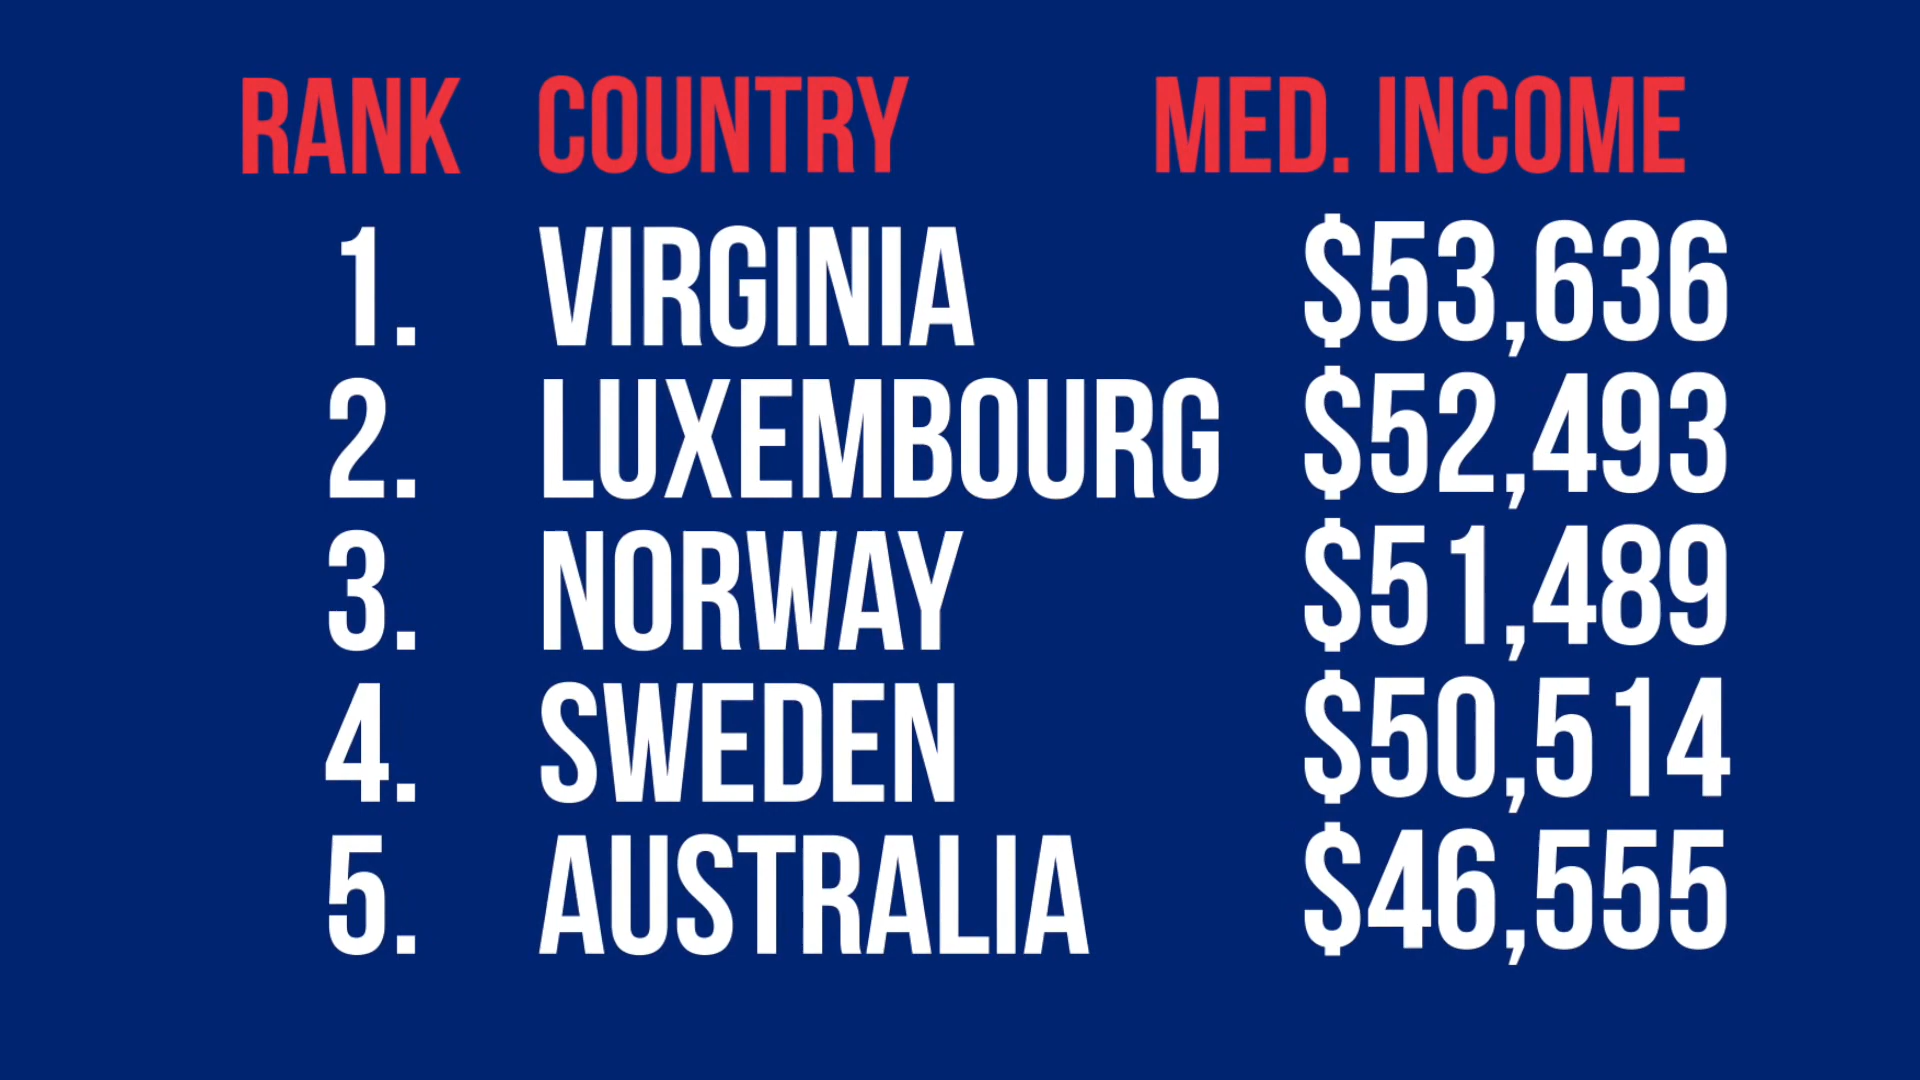 RANK COUNTRY MED. INCOME
1. VIRGINIA $53,636
2. LUXEMBOURG $52,493
3. NORWAY $51,489
4. SWEDEN $50,514
5. AUSTRALIA $46,555